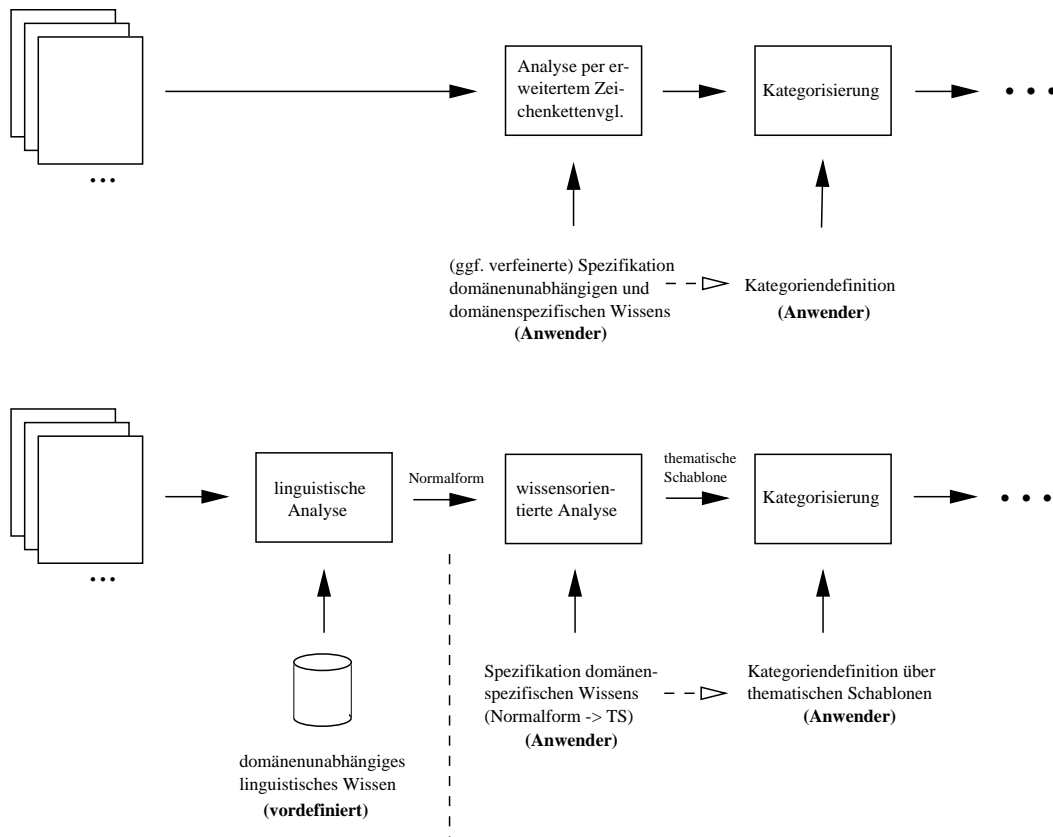 Analyse per er-
weitertem Zei-
chenkettenvgl.
Kategorisierung
• • •
...
(ggf. verfeinerte) Spezifikation
domänenunabhängigen und
domänenspezifischen Wissens
(Anwender)
Kategoriendefinition
(Anwender)
linguistische
Analyse
Normalform
wissensorien-
tierte Analyse
thematische
Schablone
Kategorisierung
• • •
...
domänenunabhängiges
linguistisches Wissen
(vordefiniert)
Spezifikation domänen-
spezifischen Wissens
(Normalform -> TS)
(Anwender)
Kategoriendefinition über
thematischen Schablonen
(Anwender)